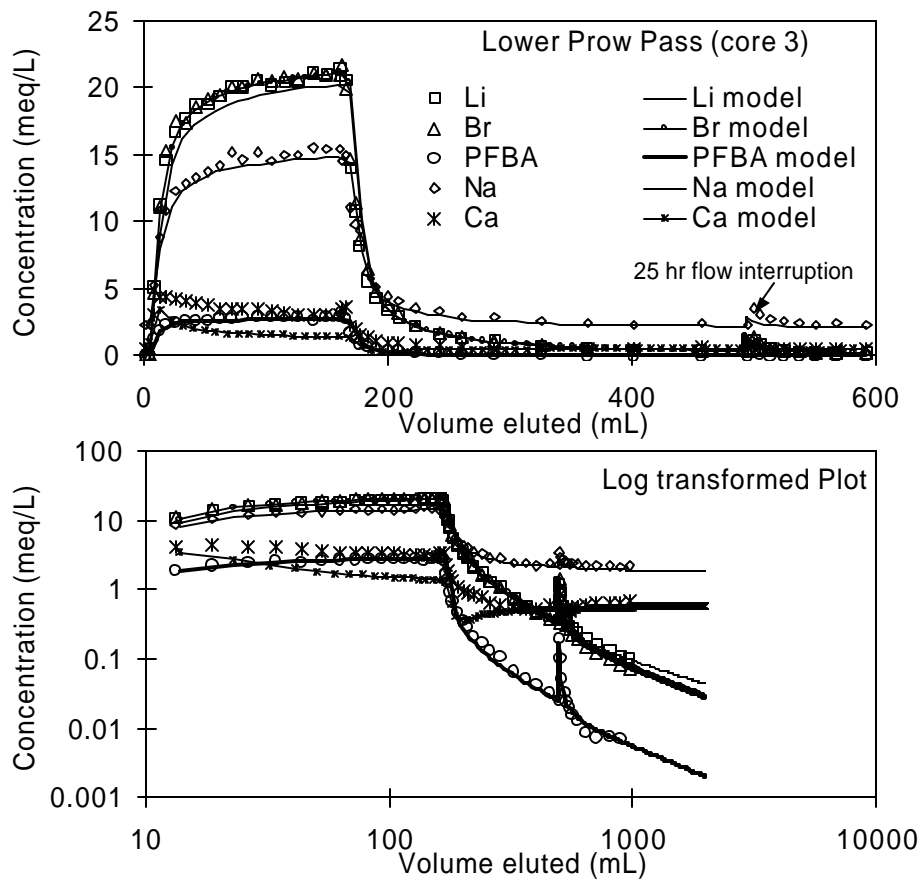 Lower Prow Pass (core 3)
Concentration (meq/L)
25
20
15
10
5
0
Li
Br
PFBA
Na
Ca
Li model
Br model
PFBA model
Na model
Ca model
25 hr flow interruption
0
200
400
600
Volume eluted (mL)
Log transformed Plot
Concentration (meq/L)
100
10
1
0.1
0.01
0.001
10
100
1000
10000
Volume eluted (mL)